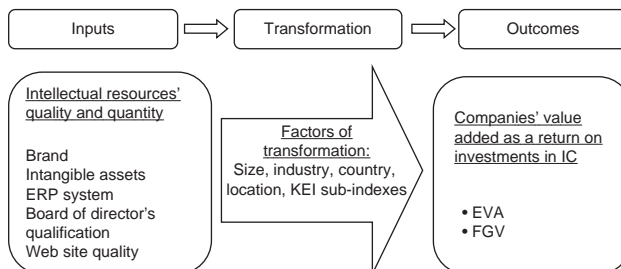 Inputs
Transformation
Outcomes
Intellectual resources'
quality and quantity
Brand
Intangible assets
ERP system
Board of director's
qualification
Web site quality
Factors of
transformation:
Size, industry, country,
location, KEI sub-indexes
Companies' value
added as a return on
investments in IC
• EVA
• FGV